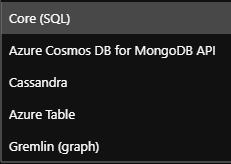 Core (SQL)
Azure Cosmos DB for MongoDB API
Cassandra
Azure Table
Gremlin (graph)